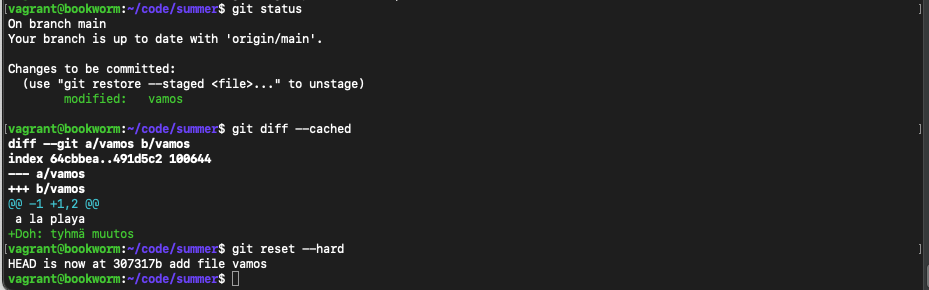 [vagrant@bookworm:~/code/summer$ git status ]
On branch main
Your branch is up to date with 'origin/main'.
Changes to be committed:
(use "git restore --staged <file>..." to unstage)
modified:   vamos
[vagrant@bookworm:~/code/summer$ git diff --cached ]
diff --git a/vamos b/vamos
index 64cbbea..491d5c2 100644
--- a/vamos
+++ b/vamos
@@ -1 +1,2 @@
a la playa
+Doh: tyhmä muutos
[vagrant@bookworm:~/code/summer$ git reset --hard ]
HEAD is now at 307317b add file vamos
vagrant@bookworm:~/code/summer$